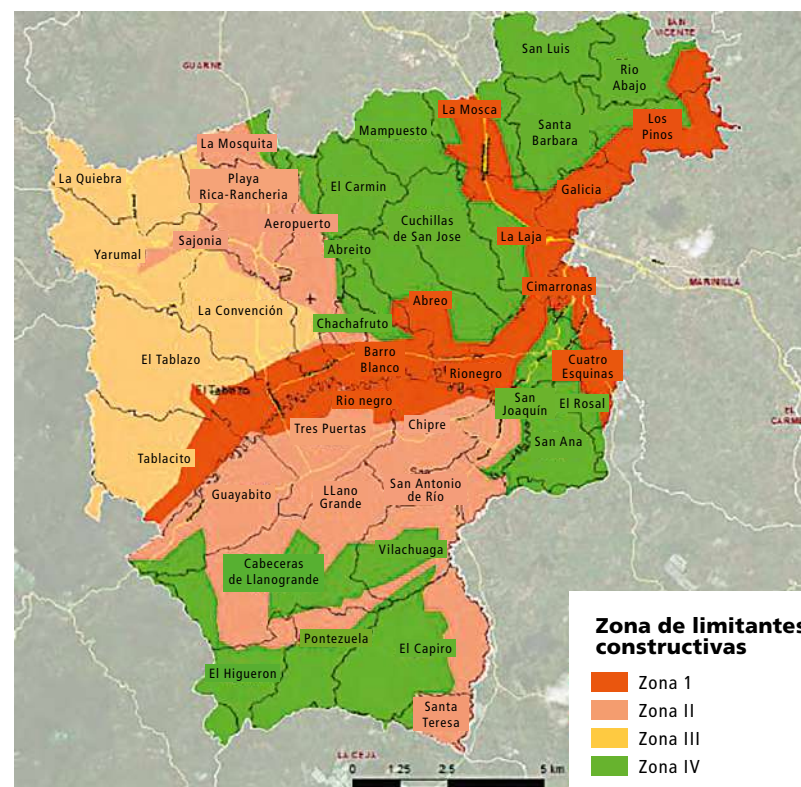 SAN
VICENTE
San Luis
GUARNE
Rio
Abajo
La Mosca
Los
Pinos
Mampuesto
Santa
Barbara
La Mosquita
La Quiebra
Playa
Rica-Rancheria
El Carmin
Galicia
Cuchillas
de San Jose
Aeropuerto
Sajonia
La Laja
Yarumal
Abreito
MARINILLA
Cimarronas
Abreo
La Convención
Chachafruto
Barro
Blanco
El Tablazo
Cuatro
Esquinas
Rionegro
El Tablazo
Rio negro
San
Joaquín
El Rosal
EL
CARME
Tres Puertas
Chipre
San Ana
Tablacito
San Antonio
de Río
Guayabito
LLano
Grande
Vilachuaga
Cabeceras
de Llanogrande
Pontezuela
El Capiro
El Higueron
Santa
Teresa
LA CEJA
0 1.25 2.5 5 km
Zona de limitantes
constructivas
Zona 1
Zona II
Zona III
Zona IV